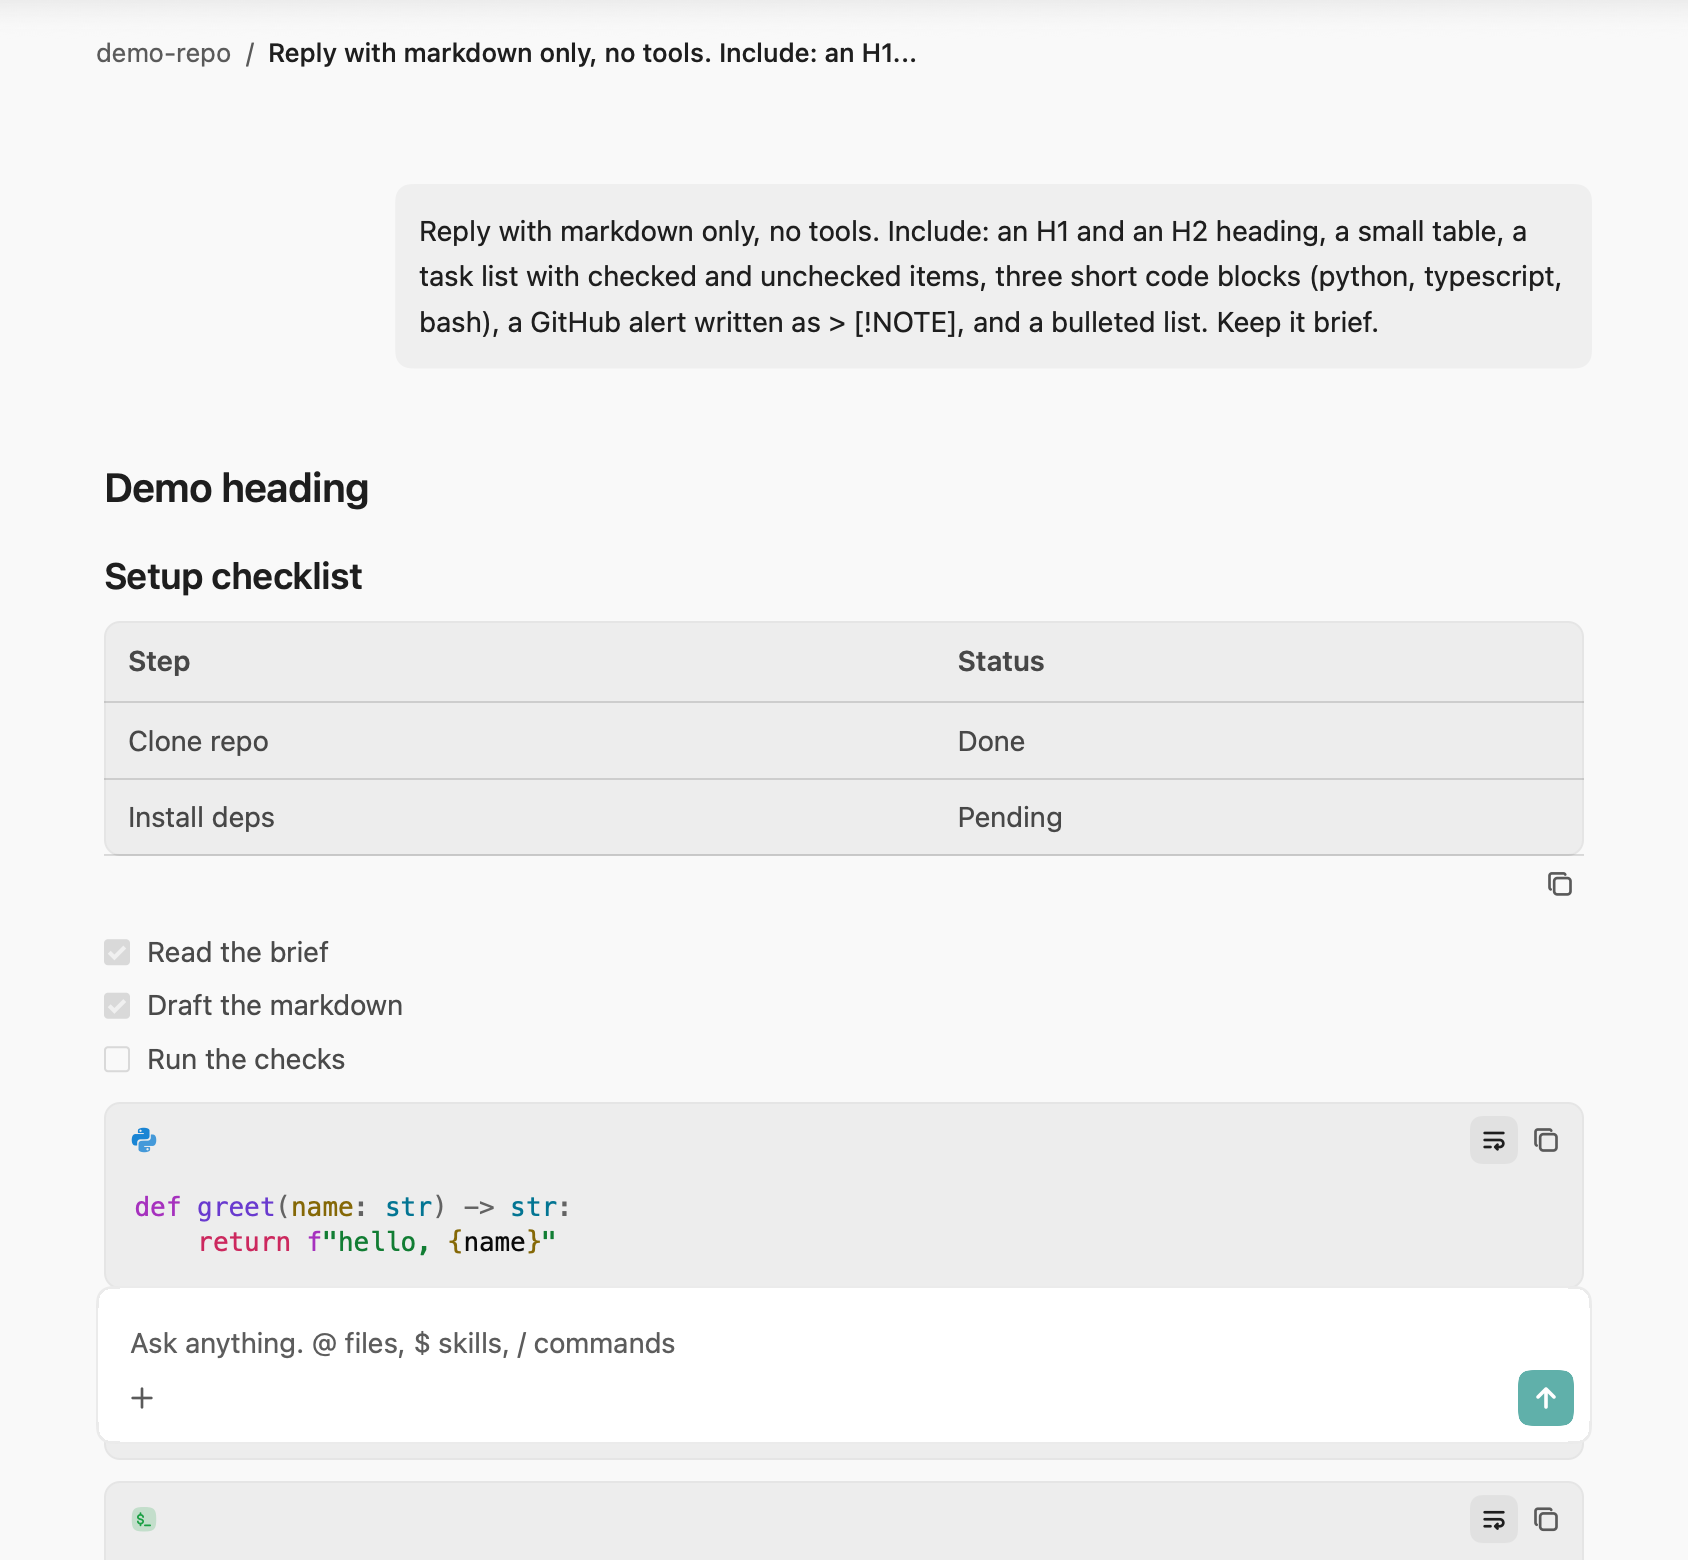 demo-repo / Reply with markdown only, no tools. Include: an H1...
Reply with markdown only, no tools. Include: an H1 and an H2 heading, a small table, a
task list with checked and unchecked items, three short code blocks (python, typescript,
bash), a GitHub alert written as > [!NOTE], and a bulleted list. Keep it brief.
Demo heading
Setup checklist
Step Status
Clone repo Done
Install deps Pending
Read the brief
Draft the markdown
Run the checks
def greet(name: str) -> str:
    return f"hello, {name}"
Ask anything. @ files, $ skills, / commands
$_